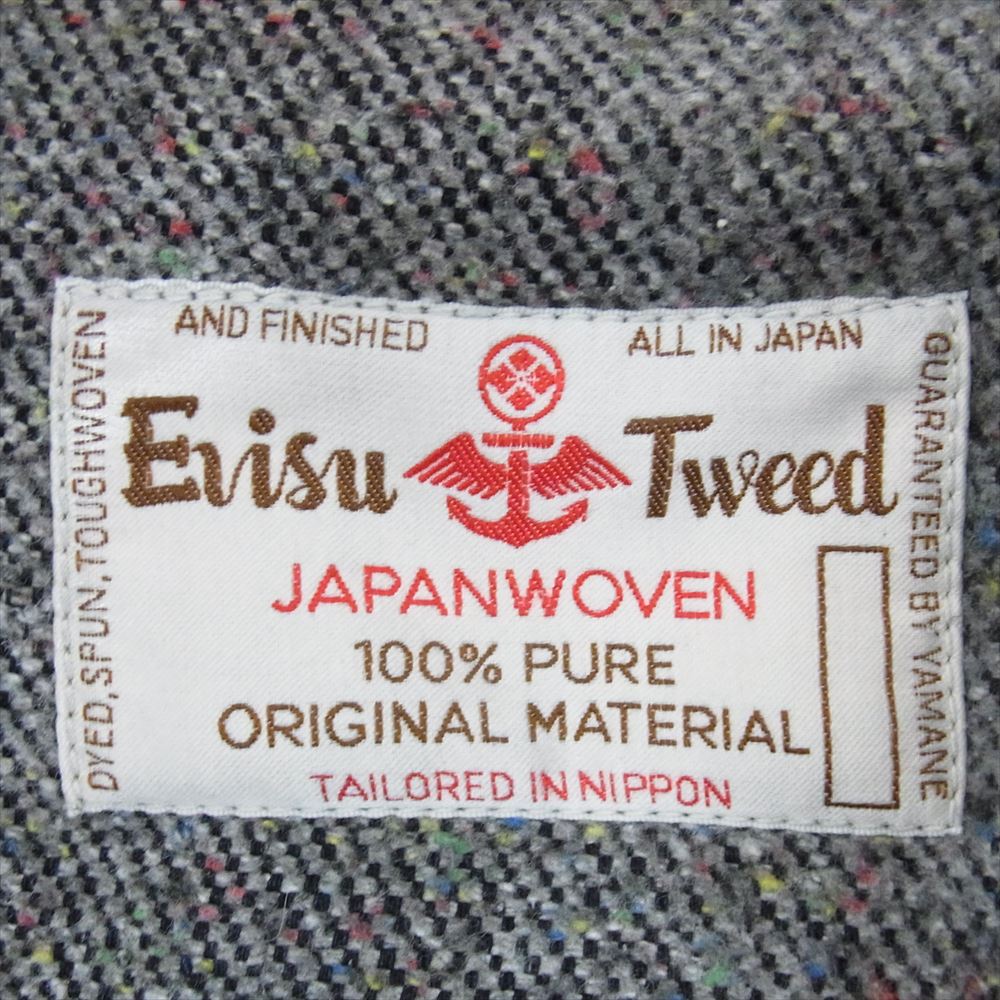 DYED, SPUN, TOUGHWOVEN
AND FINISHED
ALL IN JAPAN
GUARANTEED BY YAMANE
Evisu Tweed
JAPANWOVEN
100% PURE
ORIGINAL MATERIAL
TAILORED IN NIPPON